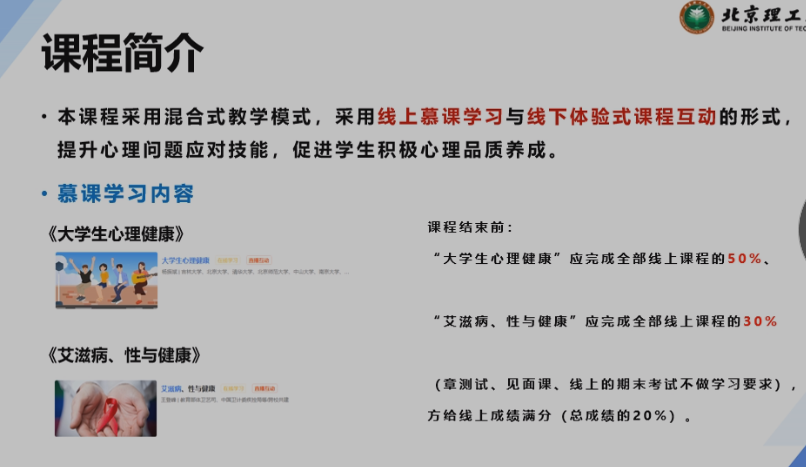 北京理工
BEIJING INSTITUTE OF TEC
课程简介
• 本课程采用混合式教学模式，采用线上慕课学习与线下体验式课程互动的形式，
提升心理问题应对技能，促进学生积极心理品质养成。
• 慕课学习内容
《大学生心理健康》
大学生心理健康
直播互动
课程结束前：
“大学生心理健康”应完成全部线上课程的50%、
“艾滋病、性与健康”应完成全部线上课程的30%
《艾滋病、性与健康》
艾滋病、性与健康
直播互动
（章测试、见面课、线上的期末考试不做学习要求），
方给线上成绩满分（总成绩的20%）。